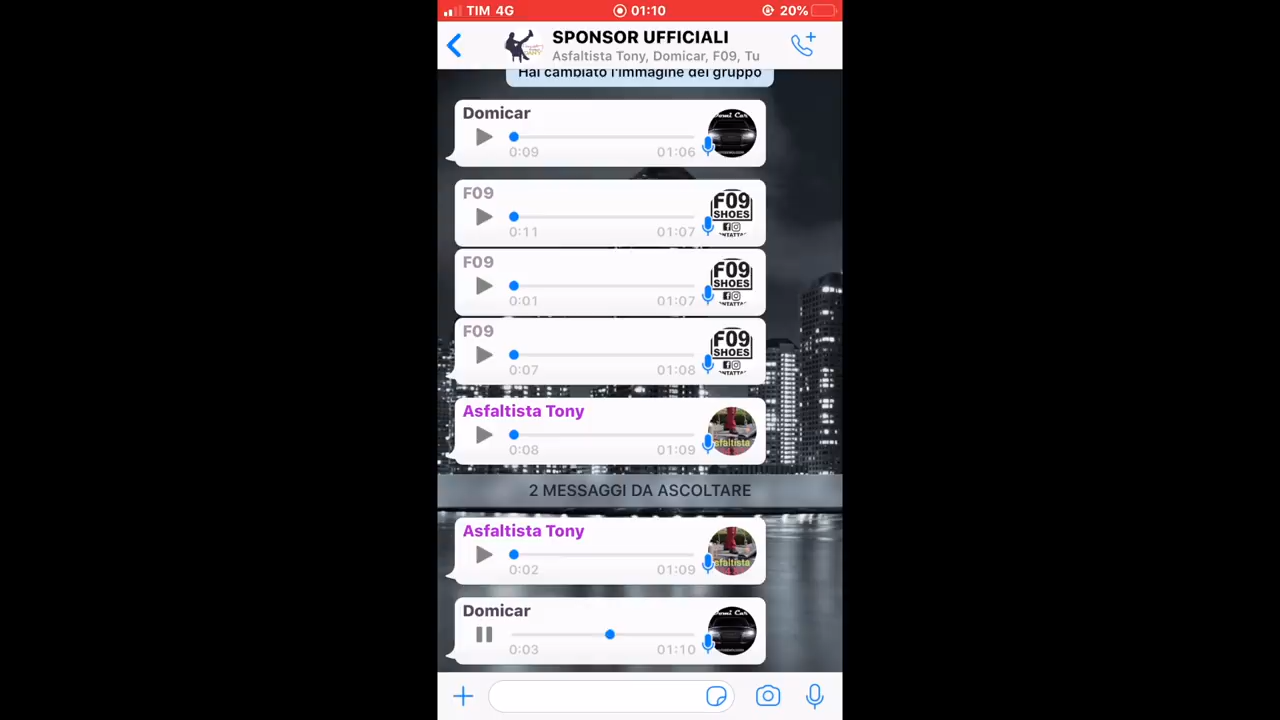 TIM 4G 01:10 20%
SPONSOR UFFICIALI
Asfaltista Tony, Domicar, F09, Tu
Hai cambiato l'immagine del gruppo
Domicar
0:09 01:06
F09
F09
SHOES
0:11 01:07
F09
F09
SHOES
0:01 01:07
F09
F09
SHOES
0:07 01:08
Asfaltista Tony
0:08 01:09
2 MESSAGGI DA ASCOLTARE
Asfaltista Tony
0:02 01:09
Domicar
0:03 01:10